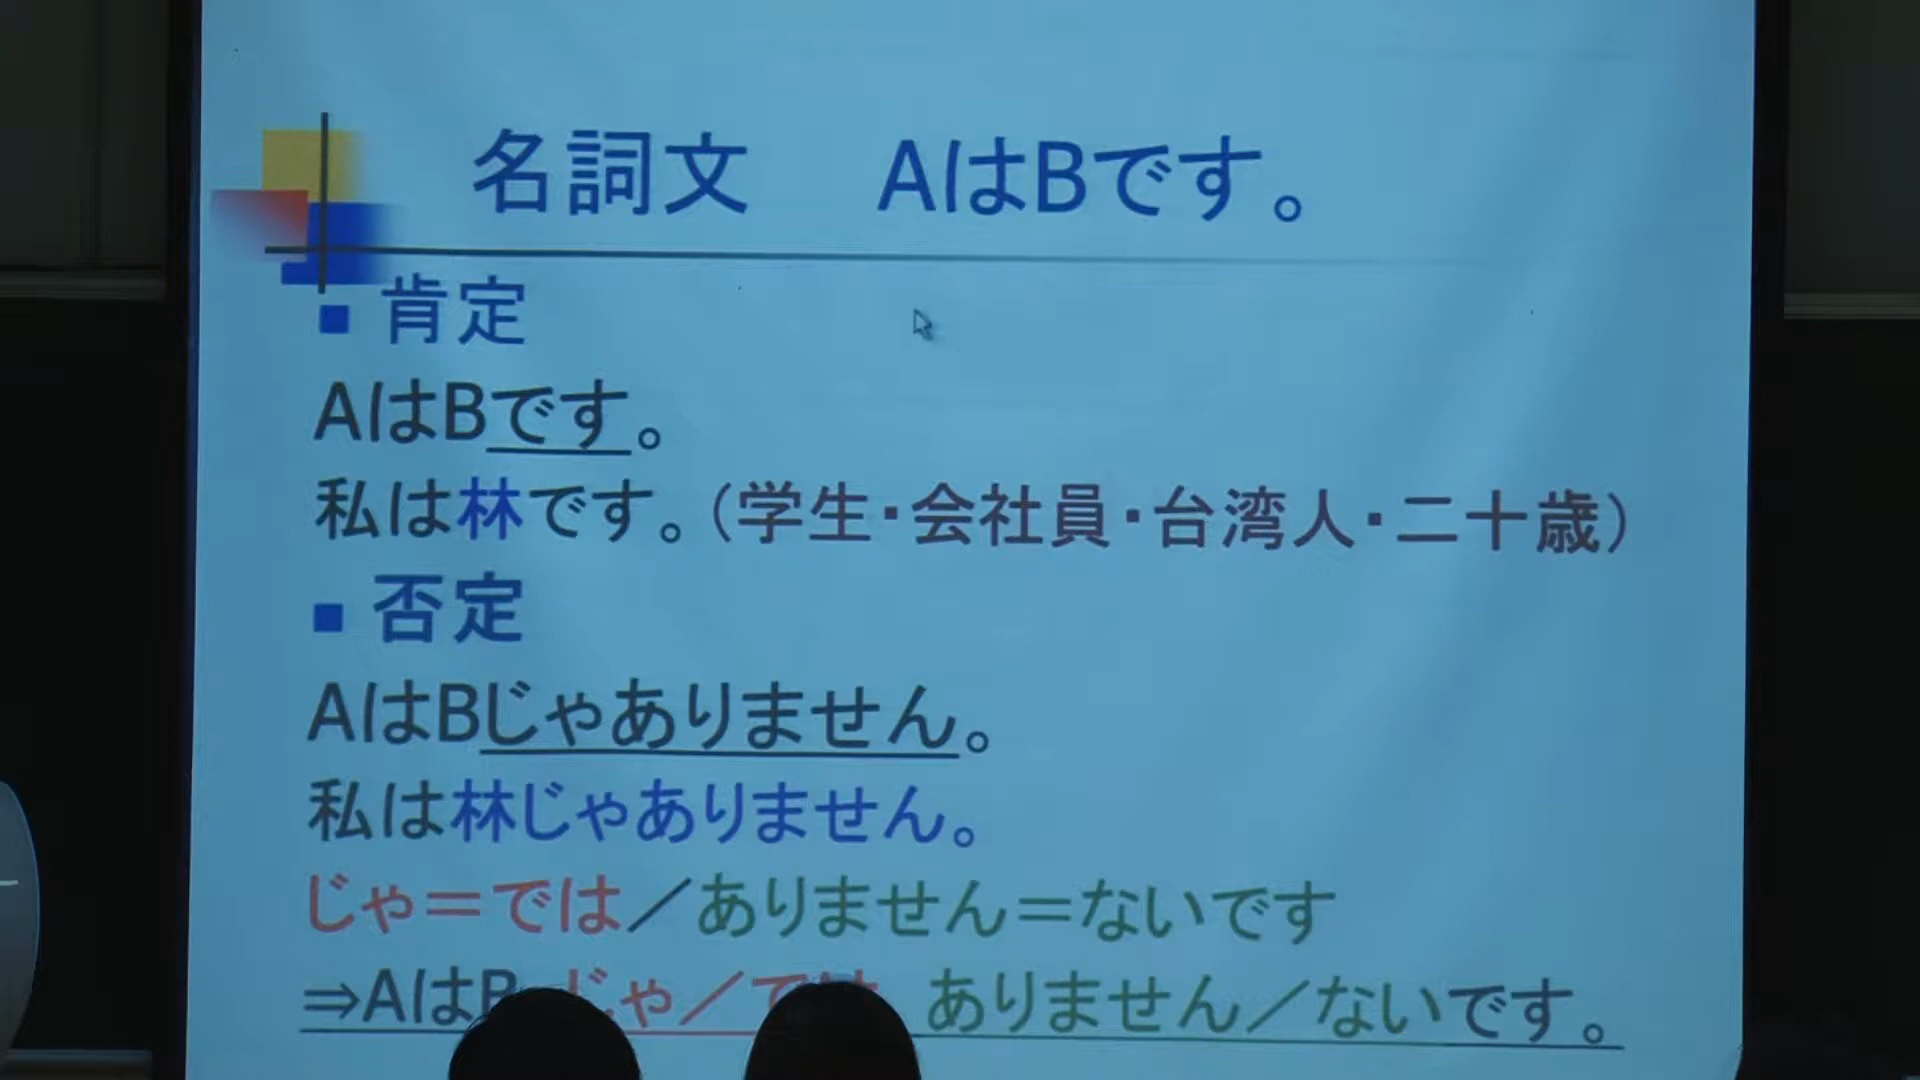 名詞文　AはBです。
肯定
AはBです。
私は林です。（学生・会社員・台湾人・二十歳）
否定
AはBじゃありません。
私は林じゃありません。
じゃ＝では／ありません＝ないです
⇒AはB じゃ／では ありません／ないです。